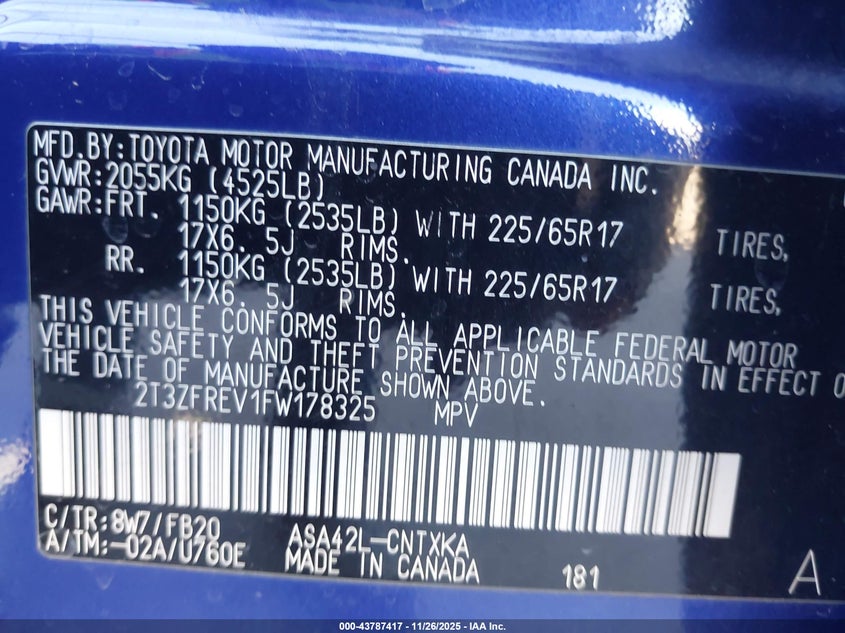 MFD.BY:TOYOTA MOTOR MANUFACTURING CANADA INC.
GVWR:2055KG (4525LB)
GAWR:FRT. 1150KG (2535LB) WITH 225/65R17 TIRES,
17X6. 5J RIMS.
RR. 1150KG (2535LB) WITH 225/65R17 TIRES,
17X6. 5J RIMS.
THIS VEHICLE CONFORMS TO ALL APPLICABLE FEDERAL MOTOR
VEHICLE SAFETY AND THEFT PREVENTION STANDARDS IN EFFECT O
THE DATE OF MANUFACTURE SHOWN ABOVE.
2T3ZFREV1FW178325 MPV
C/TR:8W7/FB20 ASA42L-CNTXKA
A/TM:-02A/U760E MADE IN CANADA 181 A
000-43787417 | 11/26/2025 - IAA Inc.